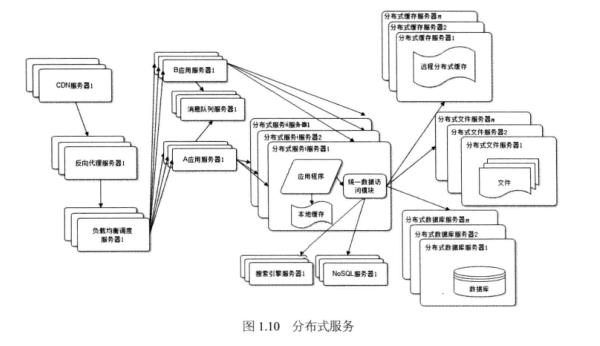 CDN服务器1
反向代理服务器1
负载均衡调度
服务器1
B应用服务器1
消息队列服务器1
A应用服务器1
分布式服务d服务器1
分布式服务t服务器2
分布式服务t服务器1
应用程序
统一数据访
问模块
本地缓存
搜索引擎服务器1
NoSQL服务器1
分布式缓存服务器n
分布式缓存服务器2
分布式缓存服务器1
远程分布式缓存
分布式文件服务器n
分布式文件服务器2
分布式文件服务器1
文件
分布式数据库服务器n
分布式数据库服务器2
分布式数据库服务器1
数据库
图 1.10 分布式服务